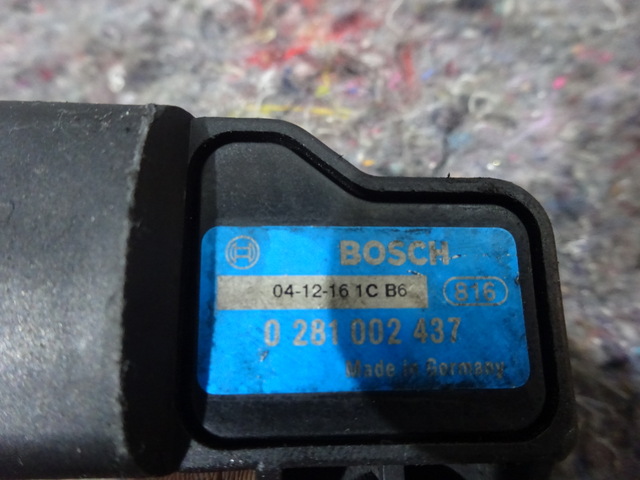 BOSCH
04-12-16 1C B6
816
0 281 002 437
Made in Germany